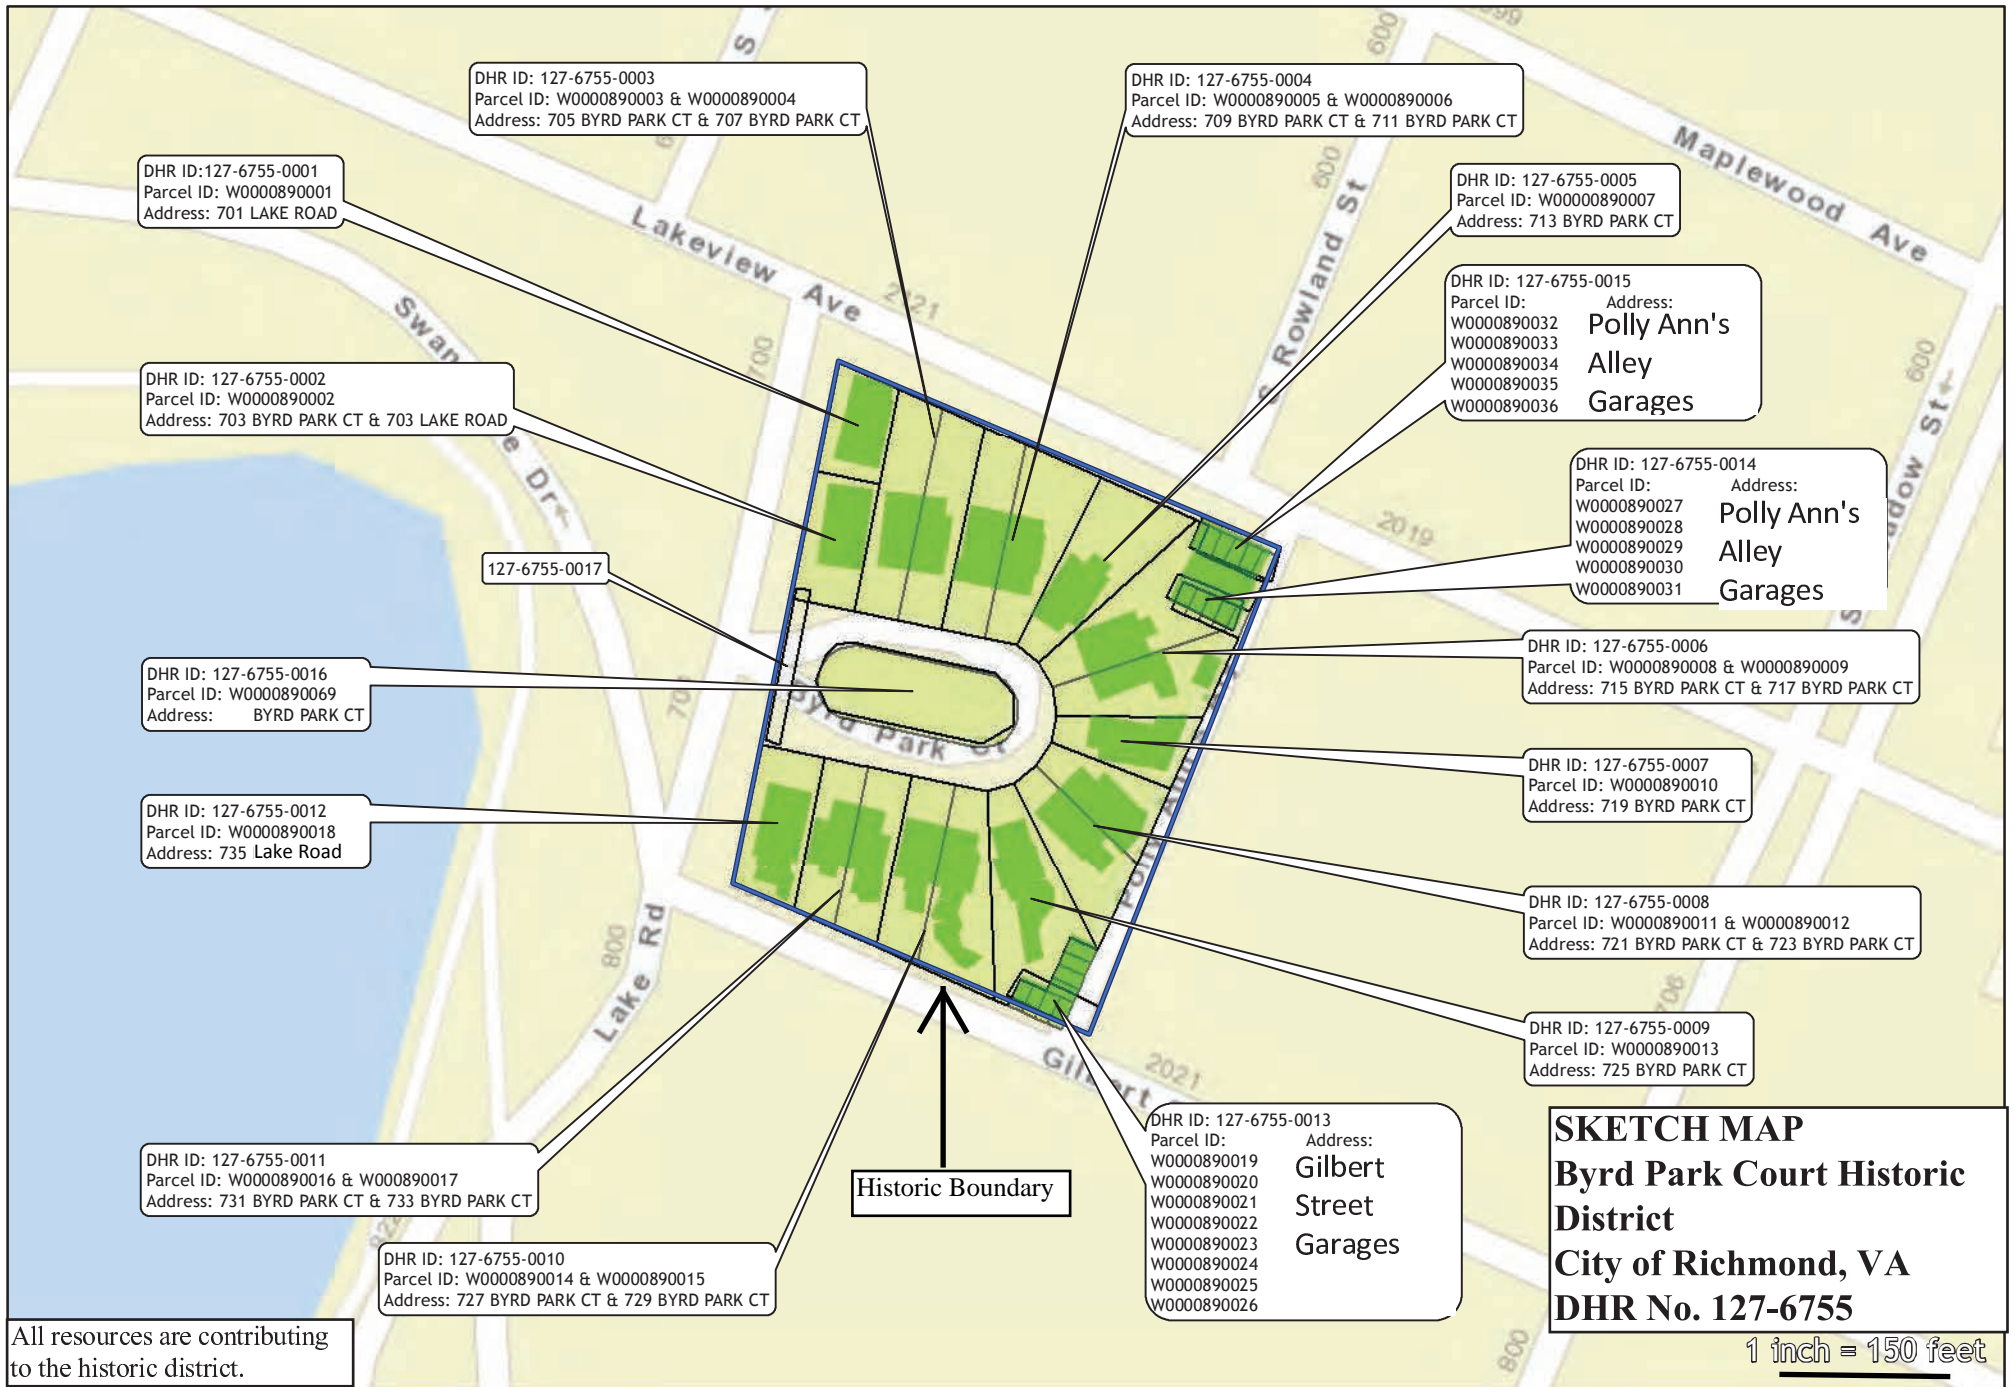 DHR ID: 127-6755-0003
Parcel ID: W0000890003 & W0000890004
Address: 705 BYRD PARK CT & 707 BYRD PARK CT
DHR ID: 127-6755-0004
Parcel ID: W0000890005 & W0000890006
Address: 709 BYRD PARK CT & 711 BYRD PARK CT
DHR ID:127-6755-0001
Parcel ID: W0000890001
Address: 701 LAKE ROAD
DHR ID: 127-6755-0005
Parcel ID: W0000890007
Address: 713 BYRD PARK CT
DHR ID: 127-6755-0015
Parcel ID: Address:
W0000890032
W0000890033
W0000890034
W0000890035
W0000890036
Polly Ann's
Alley
Garages
DHR ID: 127-6755-0002
Parcel ID: W0000890002
Address: 703 BYRD PARK CT & 703 LAKE ROAD
DHR ID: 127-6755-0014
Parcel ID: Address:
W0000890027
W0000890028
W0000890029
W0000890030
W0000890031
Polly Ann's
Alley
Garages
127-6755-0017
DHR ID: 127-6755-0016
Parcel ID: W0000890069
Address: BYRD PARK CT
DHR ID: 127-6755-0006
Parcel ID: W0000890008 & W0000890009
Address: 715 BYRD PARK CT & 717 BYRD PARK CT
DHR ID: 127-6755-0007
Parcel ID: W0000890010
Address: 719 BYRD PARK CT
DHR ID: 127-6755-0012
Parcel ID: W0000890018
Address: 735 Lake Road
DHR ID: 127-6755-0008
Parcel ID: W0000890011 & W0000890012
Address: 721 BYRD PARK CT & 723 BYRD PARK CT
DHR ID: 127-6755-0009
Parcel ID: W0000890013
Address: 725 BYRD PARK CT
DHR ID: 127-6755-0011
Parcel ID: W0000890016 & W000890017
Address: 731 BYRD PARK CT & 733 BYRD PARK CT
DHR ID: 127-6755-0010
Parcel ID: W0000890014 & W0000890015
Address: 727 BYRD PARK CT & 729 BYRD PARK CT
DHR ID: 127-6755-0013
Parcel ID: Address:
W0000890019
W0000890020
W0000890021
W0000890022
W0000890023
W0000890024
W0000890025
W0000890026
Gilbert
Street
Garages
Historic Boundary
SKETCH MAP
Byrd Park Court Historic
District
City of Richmond, VA
DHR No. 127-6755
1 inch = 150 feet
All resources are contributing
to the historic district.
Lakeview Ave
Maplewood Ave
S Rowland St
Swan
Dr
Lake Rd
Byrd Park Ct
S
St
2121
2019
2021
600
600
600
700
706
800
800